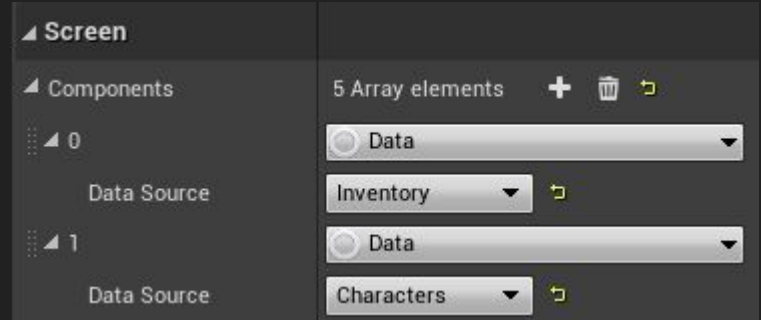 Screen
Components 5 Array elements
0 Data
Data Source Inventory
1 Data
Data Source Characters